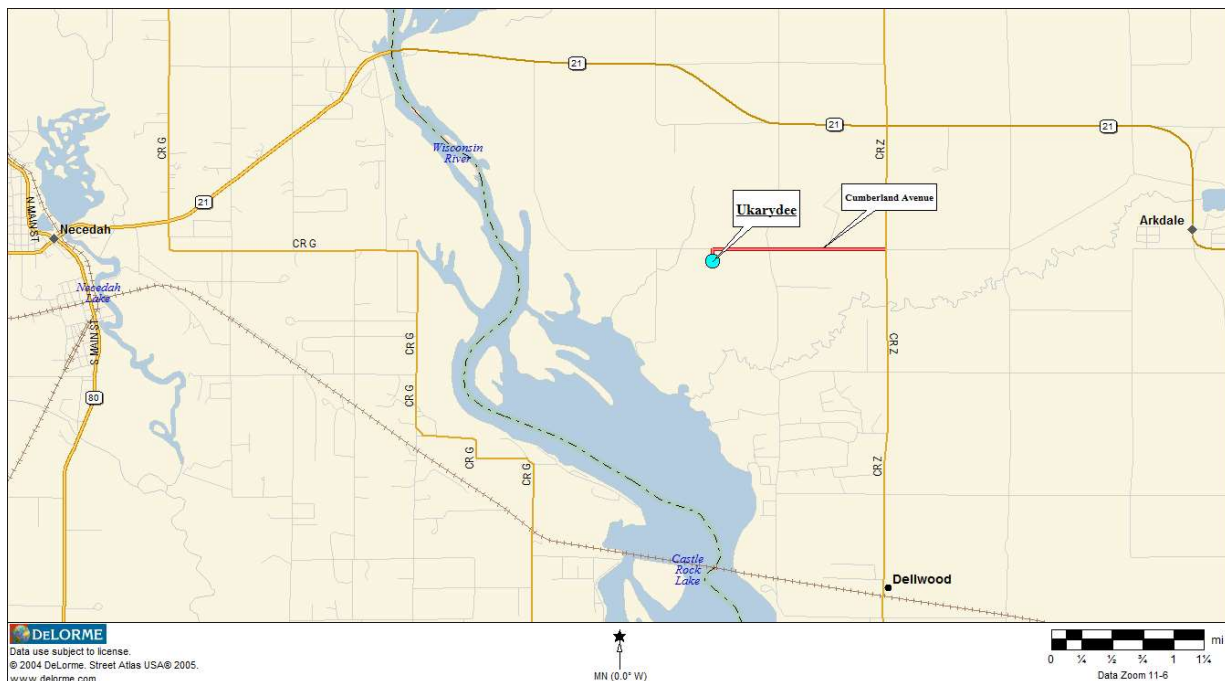 21
21
21
CR G
CR Z
Wisconsin
River
N MAIN ST
21
Ukarydee
Cumberland Avenue
Arkdale
Necedah
CR G
Necedah
Lake
S MAIN ST
CR G
CR Z
80
CR G
CR G
CR G
CR Z
Castle
Rock
Lake
Dellwood
DELORME
Data use subject to license.
© 2004 DeLorme. Street Atlas USA® 2005.
www.delorme.com
MN (0.0° W)
mi
0 ¼ ½ ¾ 1 1¼
Data Zoom 11-6